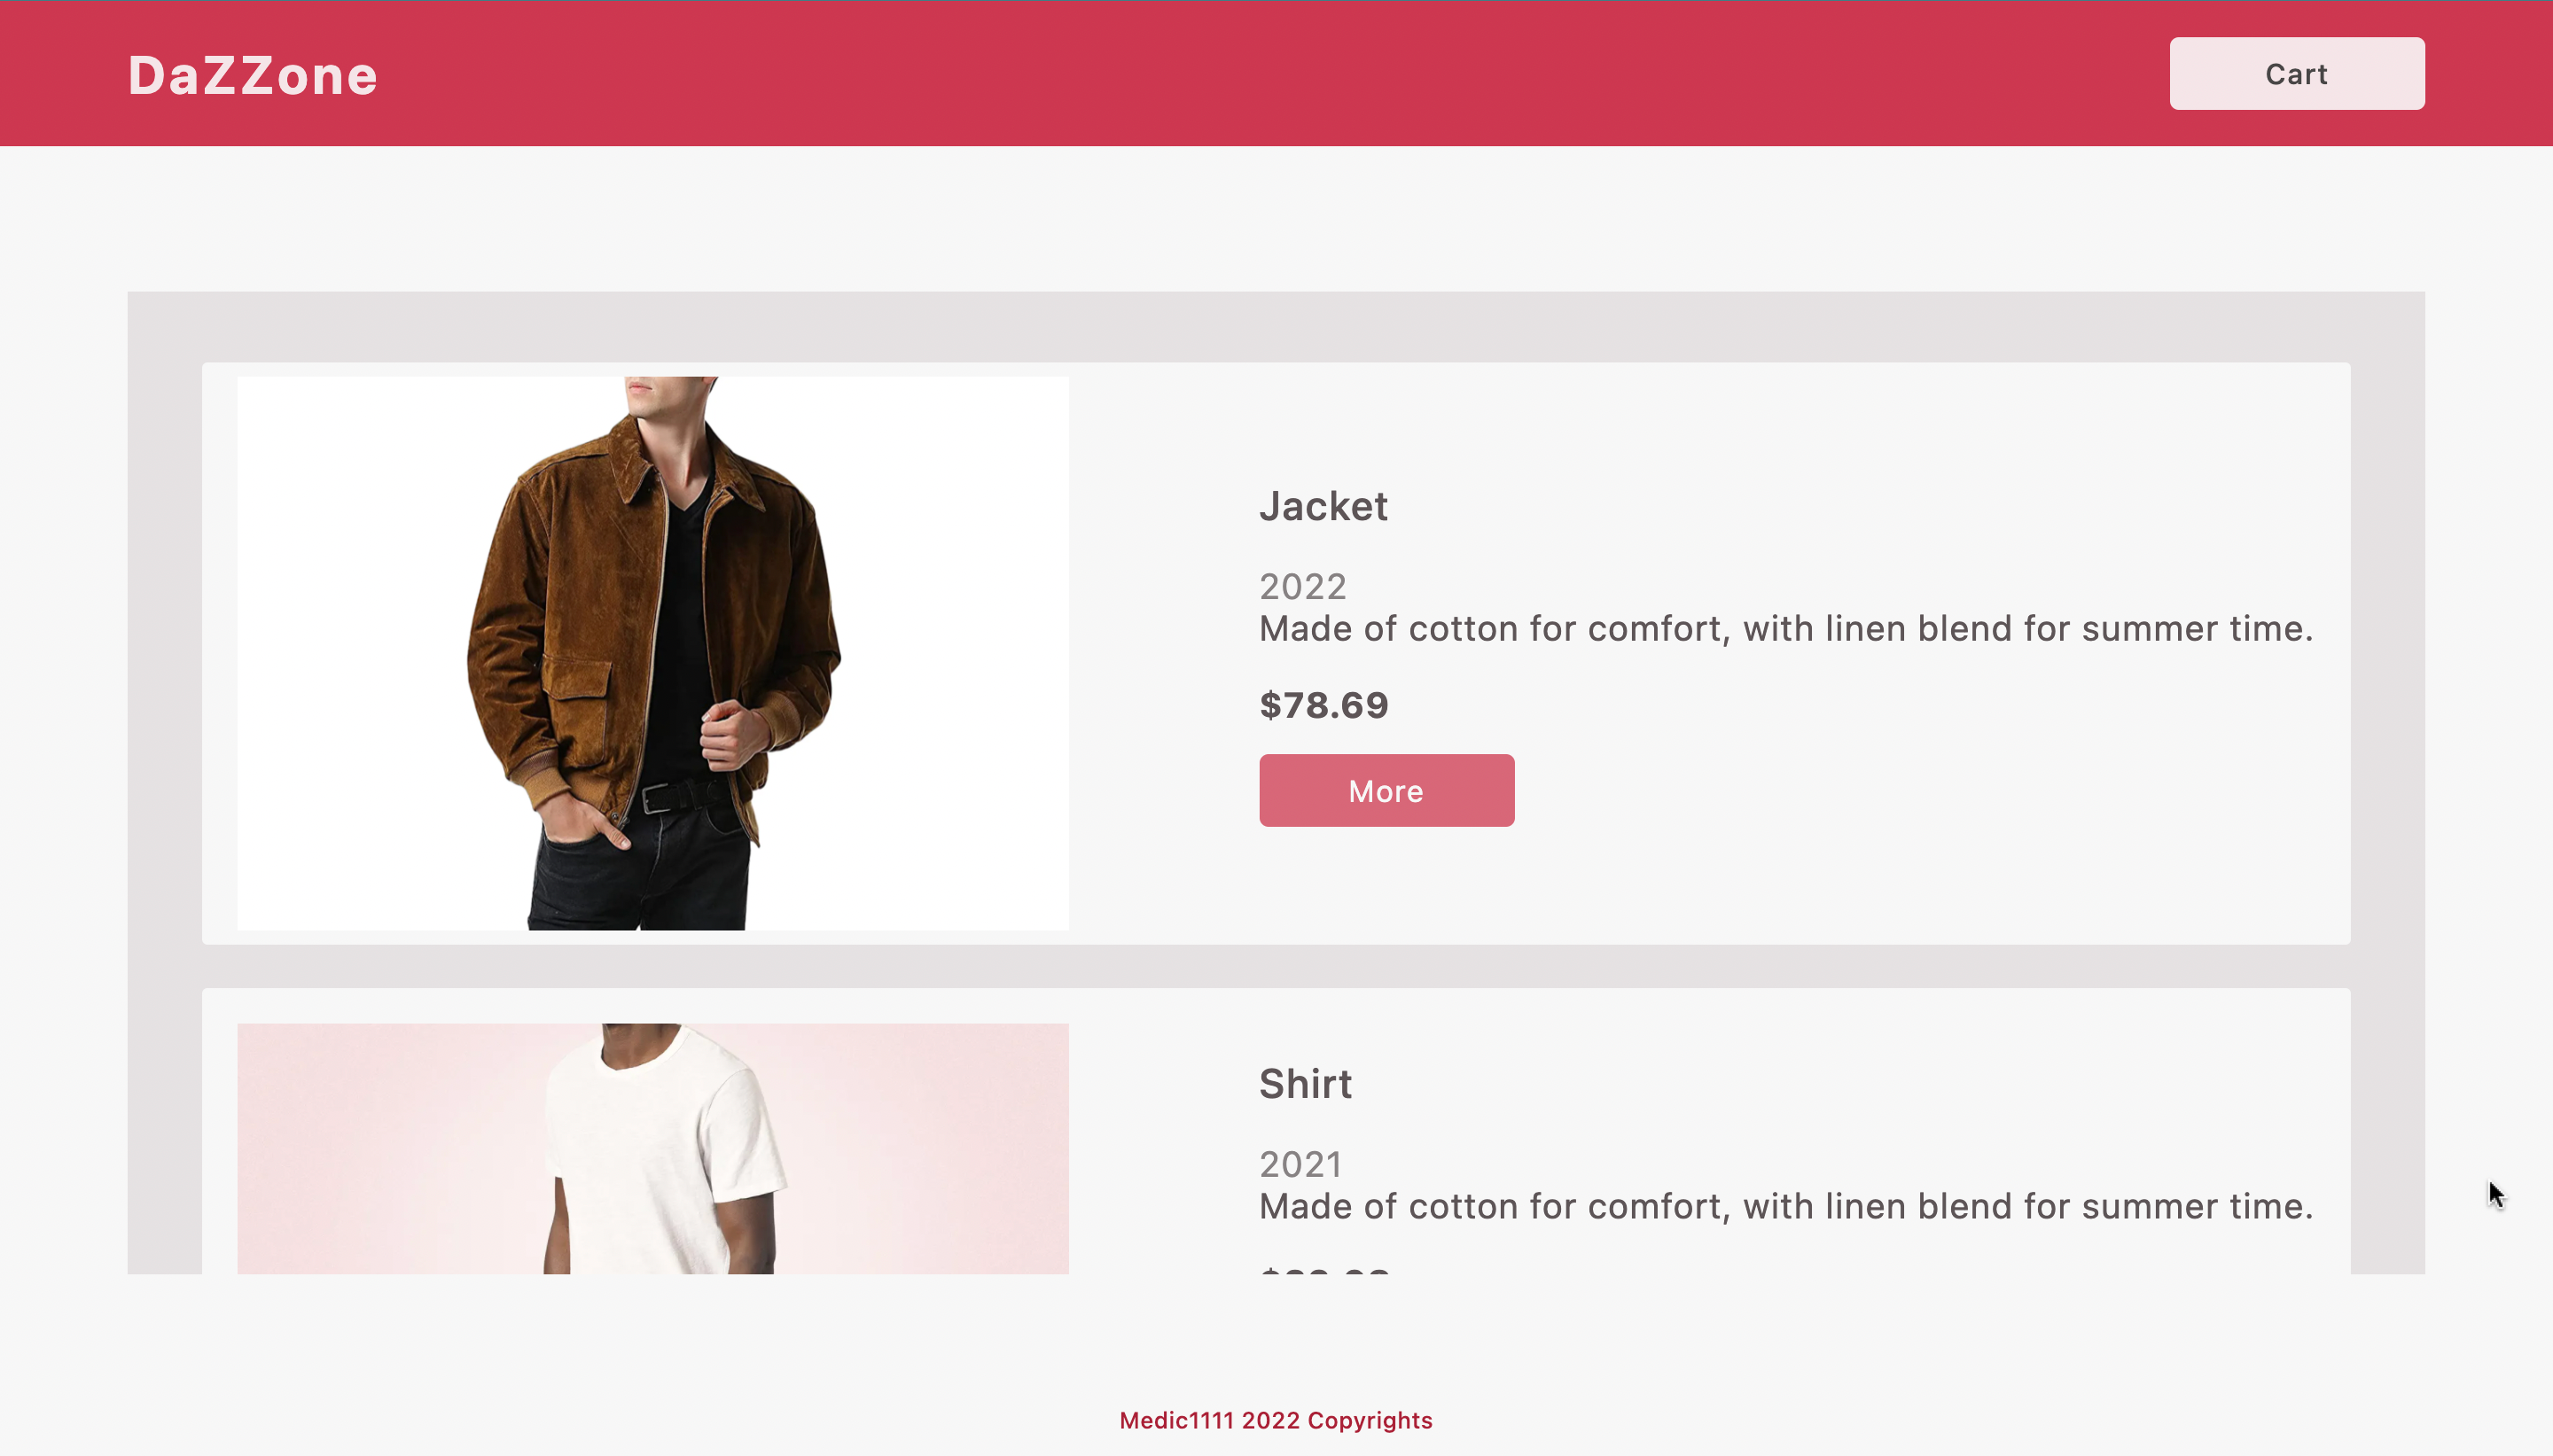 DaZZone
Cart
Jacket
2022
Made of cotton for comfort, with linen blend for summer time.
$78.69
More
Shirt
2021
Made of cotton for comfort, with linen blend for summer time.
Medic1111 2022 Copyrights